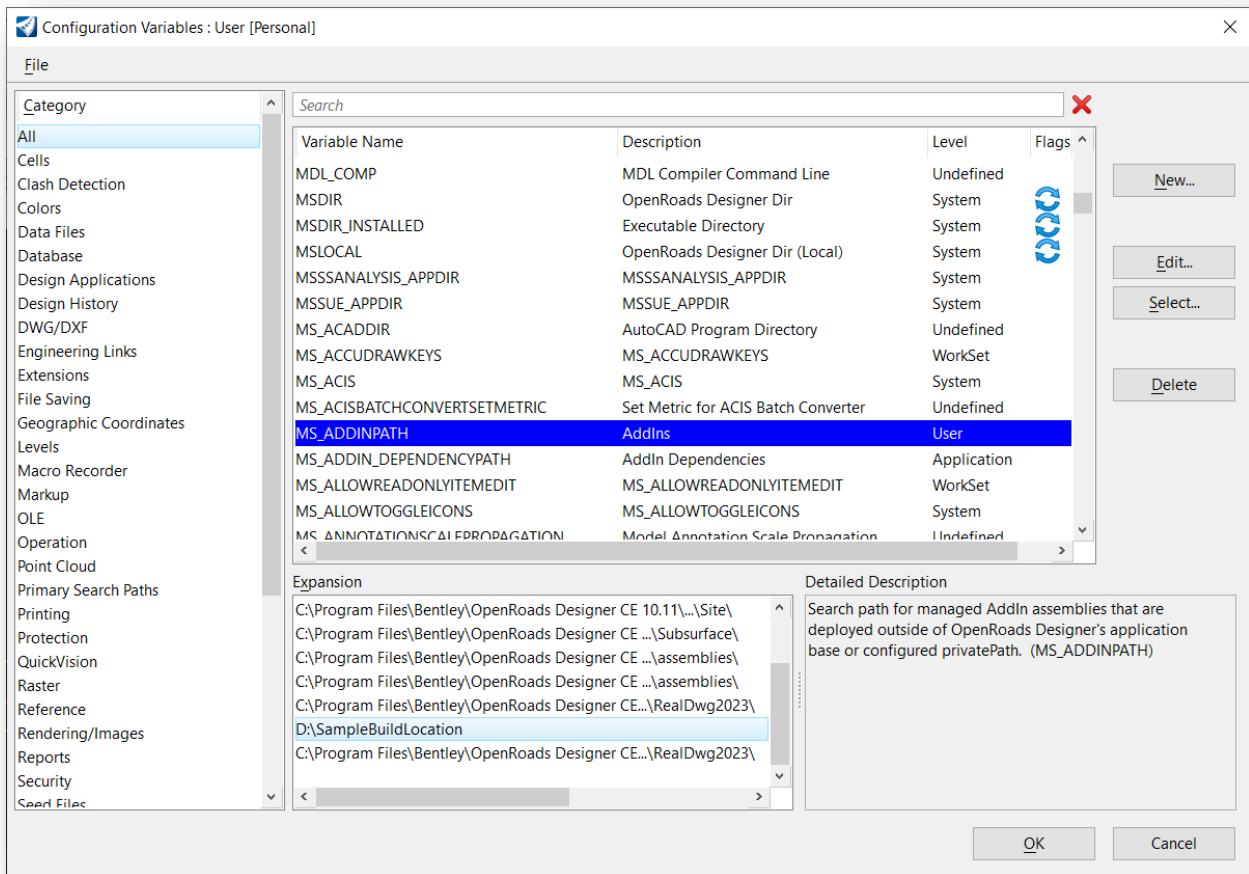 Configuration Variables : User [Personal]
File
Category
All
Cells
Clash Detection
Colors
Data Files
Database
Design Applications
Design History
DWG/DXF
Engineering Links
Extensions
File Saving
Geographic Coordinates
Levels
Macro Recorder
Markup
OLE
Operation
Point Cloud
Primary Search Paths
Printing
Protection
QuickVision
Raster
Reference
Rendering/Images
Reports
Security
Seed Files
Search
Variable Name Description Level Flags
MDL_COMP MDL Compiler Command Line Undefined
MSDIR OpenRoads Designer Dir System
MSDIR_INSTALLED Executable Directory System
MSLOCAL OpenRoads Designer Dir (Local) System
MSSSANALYSIS_APPDIR MSSSANALYSIS_APPDIR System
MSSUE_APPDIR MSSUE_APPDIR System
MS_ACADDIR AutoCAD Program Directory Undefined
MS_ACCUDRAWKEYS MS_ACCUDRAWKEYS WorkSet
MS_ACIS MS_ACIS System
MS_ACISBATCHCONVERTSETMETRIC Set Metric for ACIS Batch Converter Undefined
MS_ADDINPATH AddIns User
MS_ADDIN_DEPENDENCYPATH AddIn Dependencies Application
MS_ALLOWREADONLYITEMEDIT MS_ALLOWREADONLYITEMEDIT WorkSet
MS_ALLOWTOGGLEICONS MS_ALLOWTOGGLEICONS System
MS_ANNOTATIONSCALEPROPAGATION Model Annotation Scale Propagation Undefined
New...
Edit...
Select...
Delete
Expansion
C:\Program Files\Bentley\OpenRoads Designer CE 10.11\...\Site\
C:\Program Files\Bentley\OpenRoads Designer CE ...\Subsurface\
C:\Program Files\Bentley\OpenRoads Designer CE ...\assemblies\
C:\Program Files\Bentley\OpenRoads Designer CE ...\assemblies\
C:\Program Files\Bentley\OpenRoads Designer CE...\RealDwg2023\
D:\SampleBuildLocation
C:\Program Files\Bentley\OpenRoads Designer CE...\RealDwg2023\
Detailed Description
Search path for managed AddIn assemblies that are
deployed outside of OpenRoads Designer's application
base or configured privatePath. (MS_ADDINPATH)
OK
Cancel